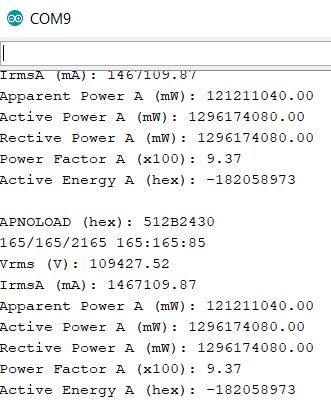 COM9
IrmsA (mA): 1467109.87
Apparent Power A (mW): 121211040.00
Active Power A (mW): 1296174080.00
Rective Power A (mW): 1296174080.00
Power Factor A (x100): 9.37
Active Energy A (hex): -182058973
APNOLOAD (hex): 512B2430
165/165/2165 165:165:85
Vrms (V): 109427.52
IrmsA (mA): 1467109.87
Apparent Power A (mW): 121211040.00
Active Power A (mW): 1296174080.00
Rective Power A (mW): 1296174080.00
Power Factor A (x100): 9.37
Active Energy A (hex): -182058973